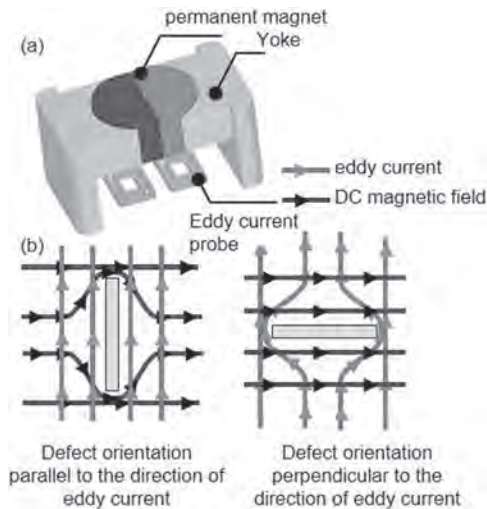 permanent magnet
(a)
Yoke
eddy current
DC magnetic field
Eddy current
probe
(b)
Defect orientation
parallel to the direction of
eddy current
Defect orientation
perpendicular to the
direction of eddy current